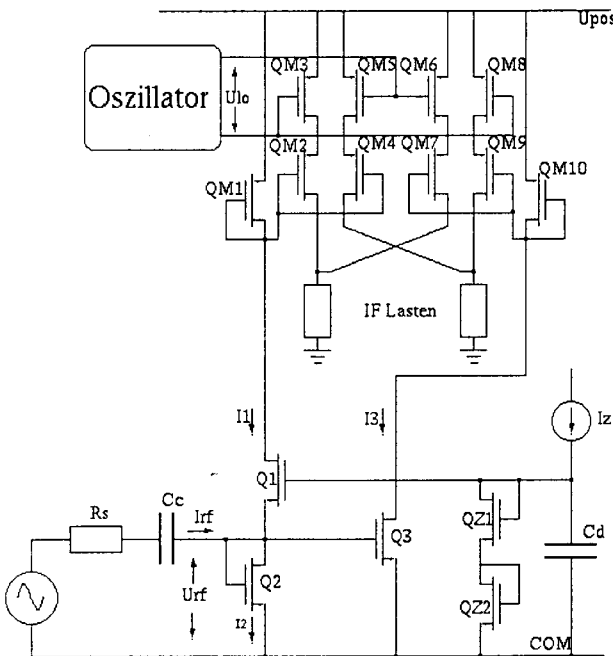 Upos
QM3
QM5
QM6
QM8
Oszillator
Ulo
QM2
QM4
QM7
QM9
QM1
QM10
IF Lasten
I1
I3
Iz
Q1
Cc
Rs
Irf
QZ1
Cd
Q3
Q2
Urf
QZ2
I2
COM